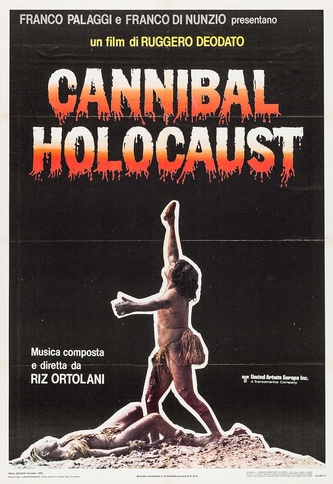 FRANCO PALAGGI e FRANCO DI NUNZIO presentano
un film di RUGGERO DEODATO
CANNIBAL
HOLOCAUST
Musica composta
e diretta da
RIZ ORTOLANI
United Artists Europa Inc.
A Transamerica Company